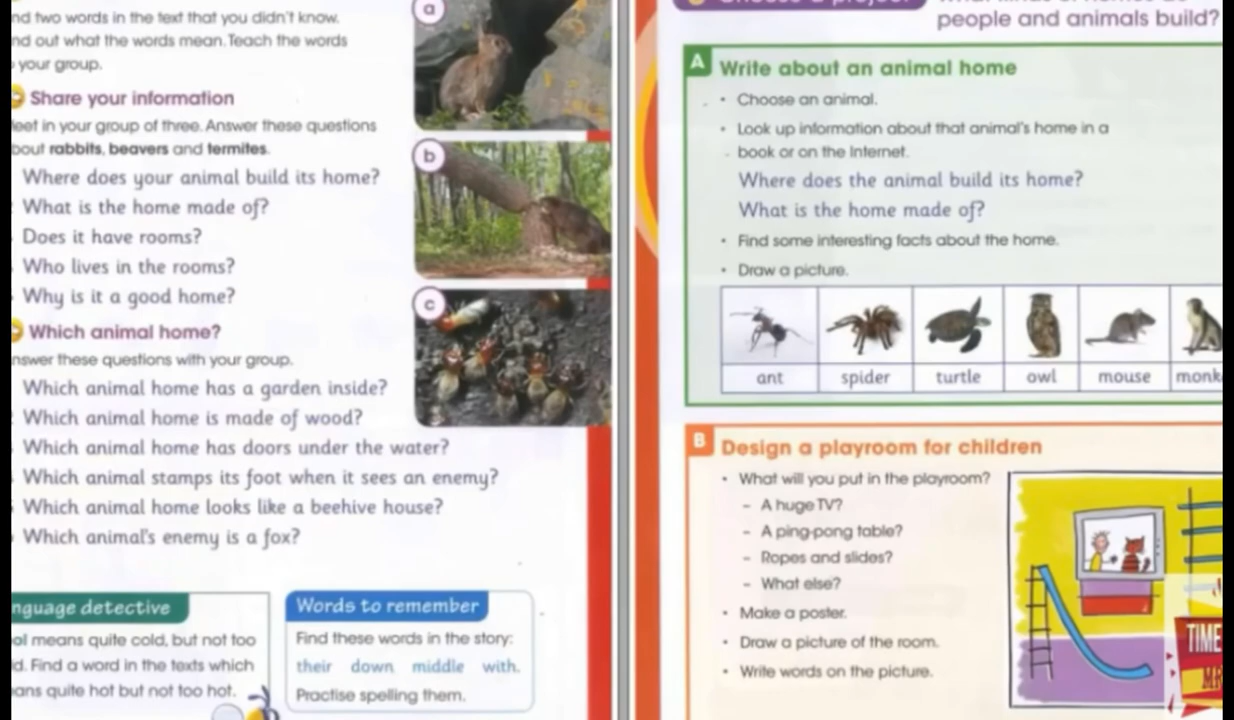 nd two words in the text that you didn't know.
nd out what the words mean. Teach the words
your group.
a
Share your information
eet in your group of three. Answer these questions
bout rabbits, beavers and termites.
Where does your animal build its home?
What is the home made of?
Does it have rooms?
Who lives in the rooms?
Why is it a good home?
b
Which animal home?
nswer these questions with your group.
Which animal home has a garden inside?
Which animal home is made of wood?
Which animal home has doors under the water?
Which animal stamps its foot when it sees an enemy?
Which animal home looks like a beehive house?
Which animal's enemy is a fox?
c
nguage detective
ol means quite cold, but not too
d. Find a word in the texts which
ans quite hot but not too hot.
Words to remember
Find these words in the story:
their down middle with.
Practise spelling them.
Choose a project
What kinds of homes do
people and animals build?
A
Write about an animal home
• Choose an animal.
• Look up information about that animal's home in a
book or on the Internet.
Where does the animal build its home?
What is the home made of?
• Find some interesting facts about the home.
• Draw a picture.
ant spider turtle owl mouse monk
B
Design a playroom for children
• What will you put in the playroom?
- A huge TV?
- A ping-pong table?
- Ropes and slides?
- What else?
• Make a poster.
• Draw a picture of the room.
• Write words on the picture.
TIME
MR